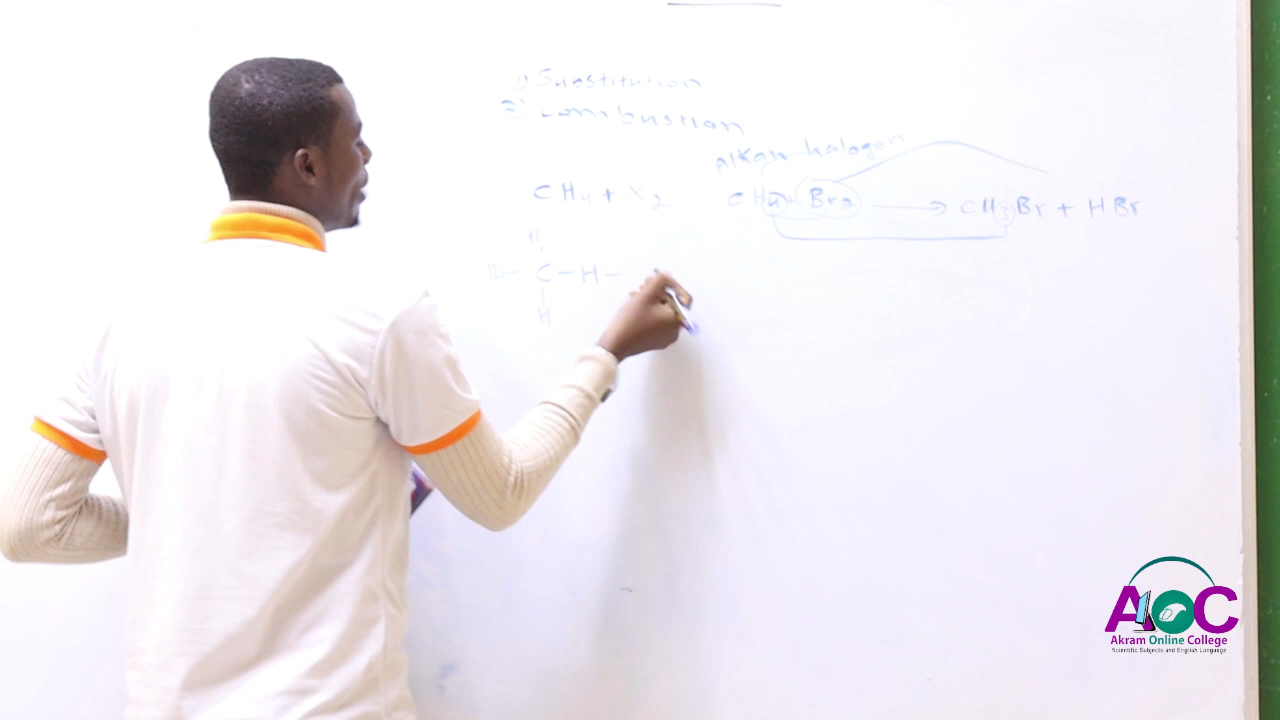 1) Substitution
2) Combustion
Alkan halogen
CH4 + X2 CH4 + Br2 → CH3Br + HBr
H
H - C - H -
H
AOC
Akram Online College
Scientific Subjects and English Language